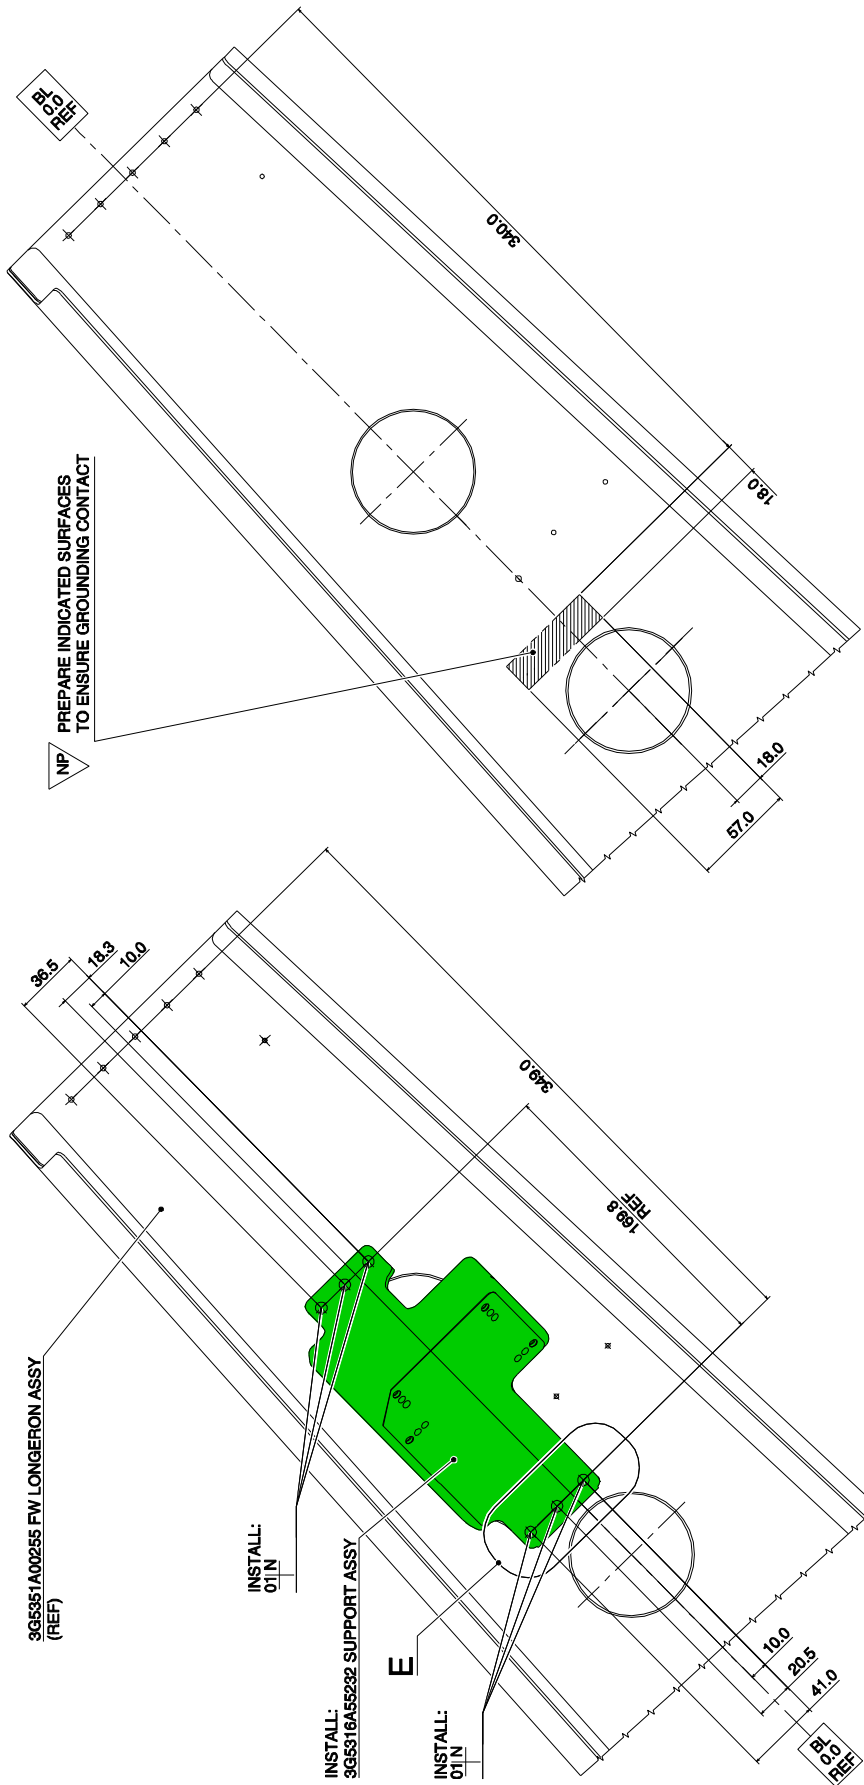 BL
0.0
REF
340.0
18.0
NP
PREPARE INDICATED SURFACES
TO ENSURE GROUNDING CONTACT
18.0
57.0
36.5
18.3
10.0
349.0
169.8
REF
3G5351A00255 FW LONGERON ASSY
(REF)
INSTALL:
01 N
INSTALL:
3G5316A55232 SUPPORT ASSY
E
INSTALL:
01 N
10.0
20.5
41.0
BL
0.0
REF